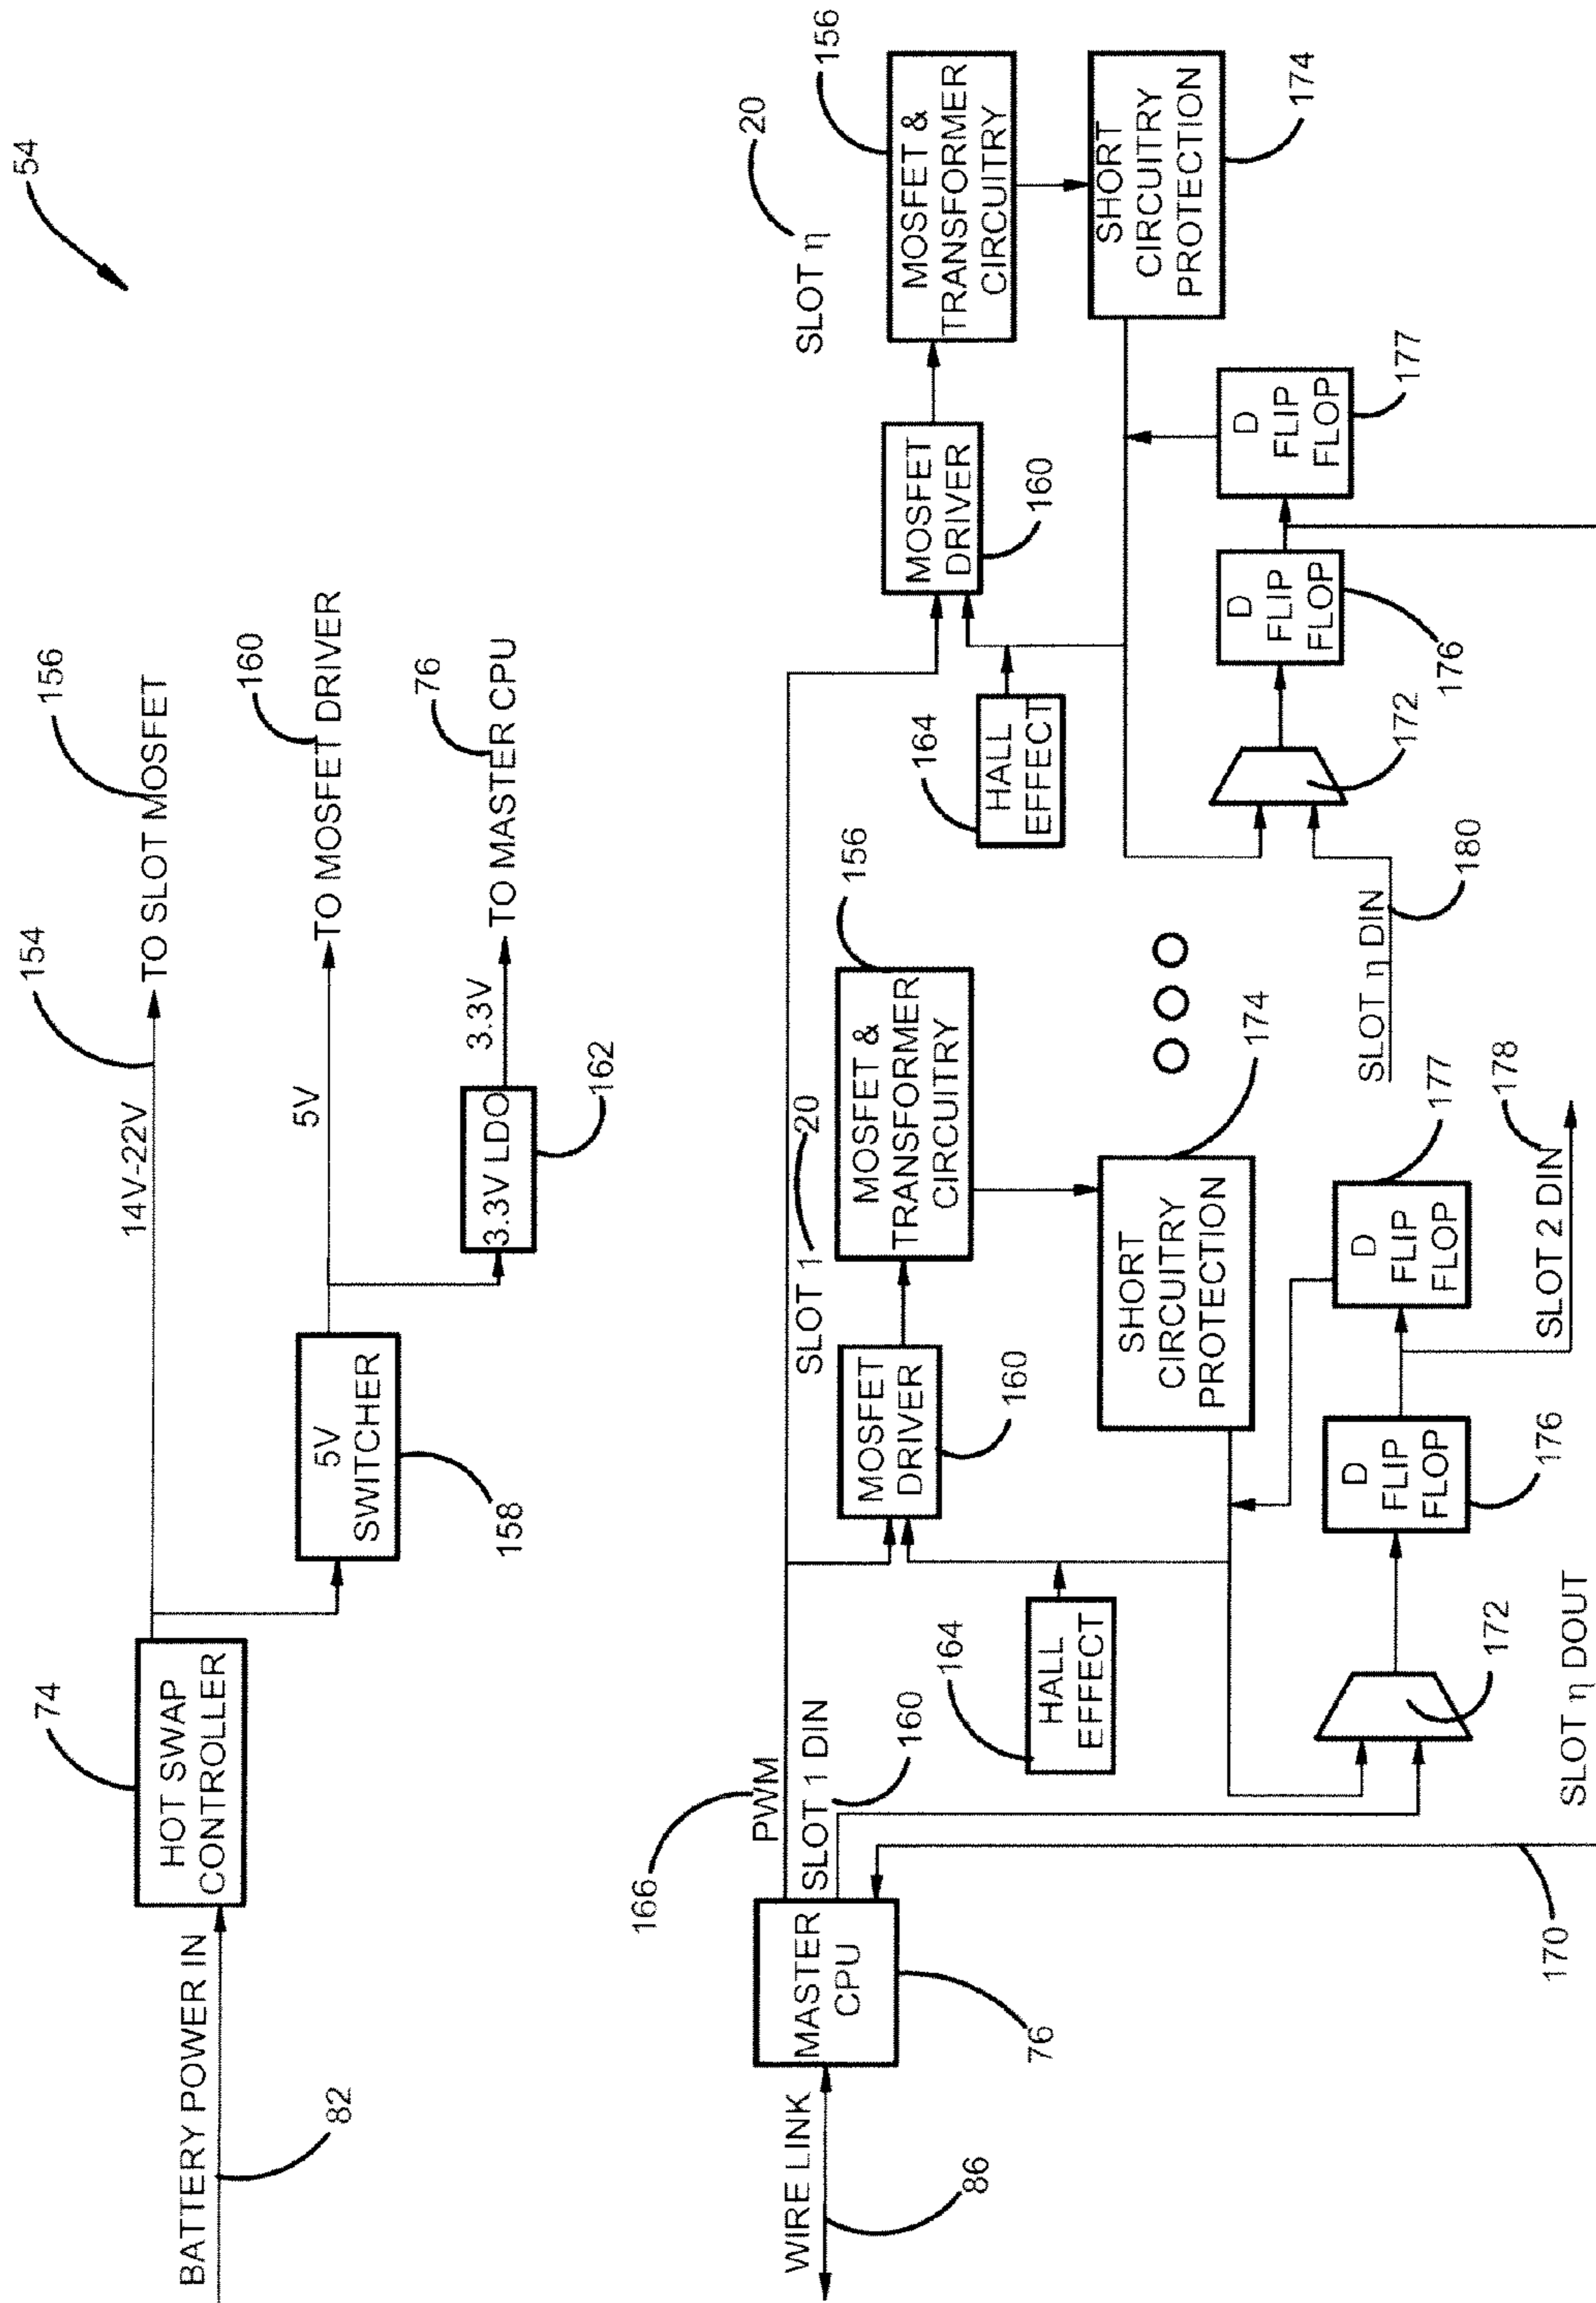 54
BATTERY POWER IN
82
74
HOT SWAP
CONTROLLER
14V-22V
154
TO SLOT MOSFET
156
5V
SWITCHER
158
5V
TO MOSFET DRIVER
160
3.3V LDO
162
3.3V
TO MASTER CPU
76
WIRE LINK
86
MASTER
CPU
76
166
PWM
SLOT 1 DIN
160
170
SLOT η DOUT
164
HALL
EFFECT
172
SLOT 1
20
MOSFET
DRIVER
160
MOSFET &
TRANSFORMER
CIRCUITRY
156
SHORT
CIRCUITRY
PROTECTION
174
D
FLIP
FLOP
176
D
FLIP
FLOP
177
SLOT 2 DIN
178
SLOT η DIN
180
164
HALL
EFFECT
172
SLOT η
20
MOSFET
DRIVER
160
MOSFET &
TRANSFORMER
CIRCUITRY
156
SHORT
CIRCUITRY
PROTECTION
174
D
FLIP
FLOP
176
D
FLIP
FLOP
177